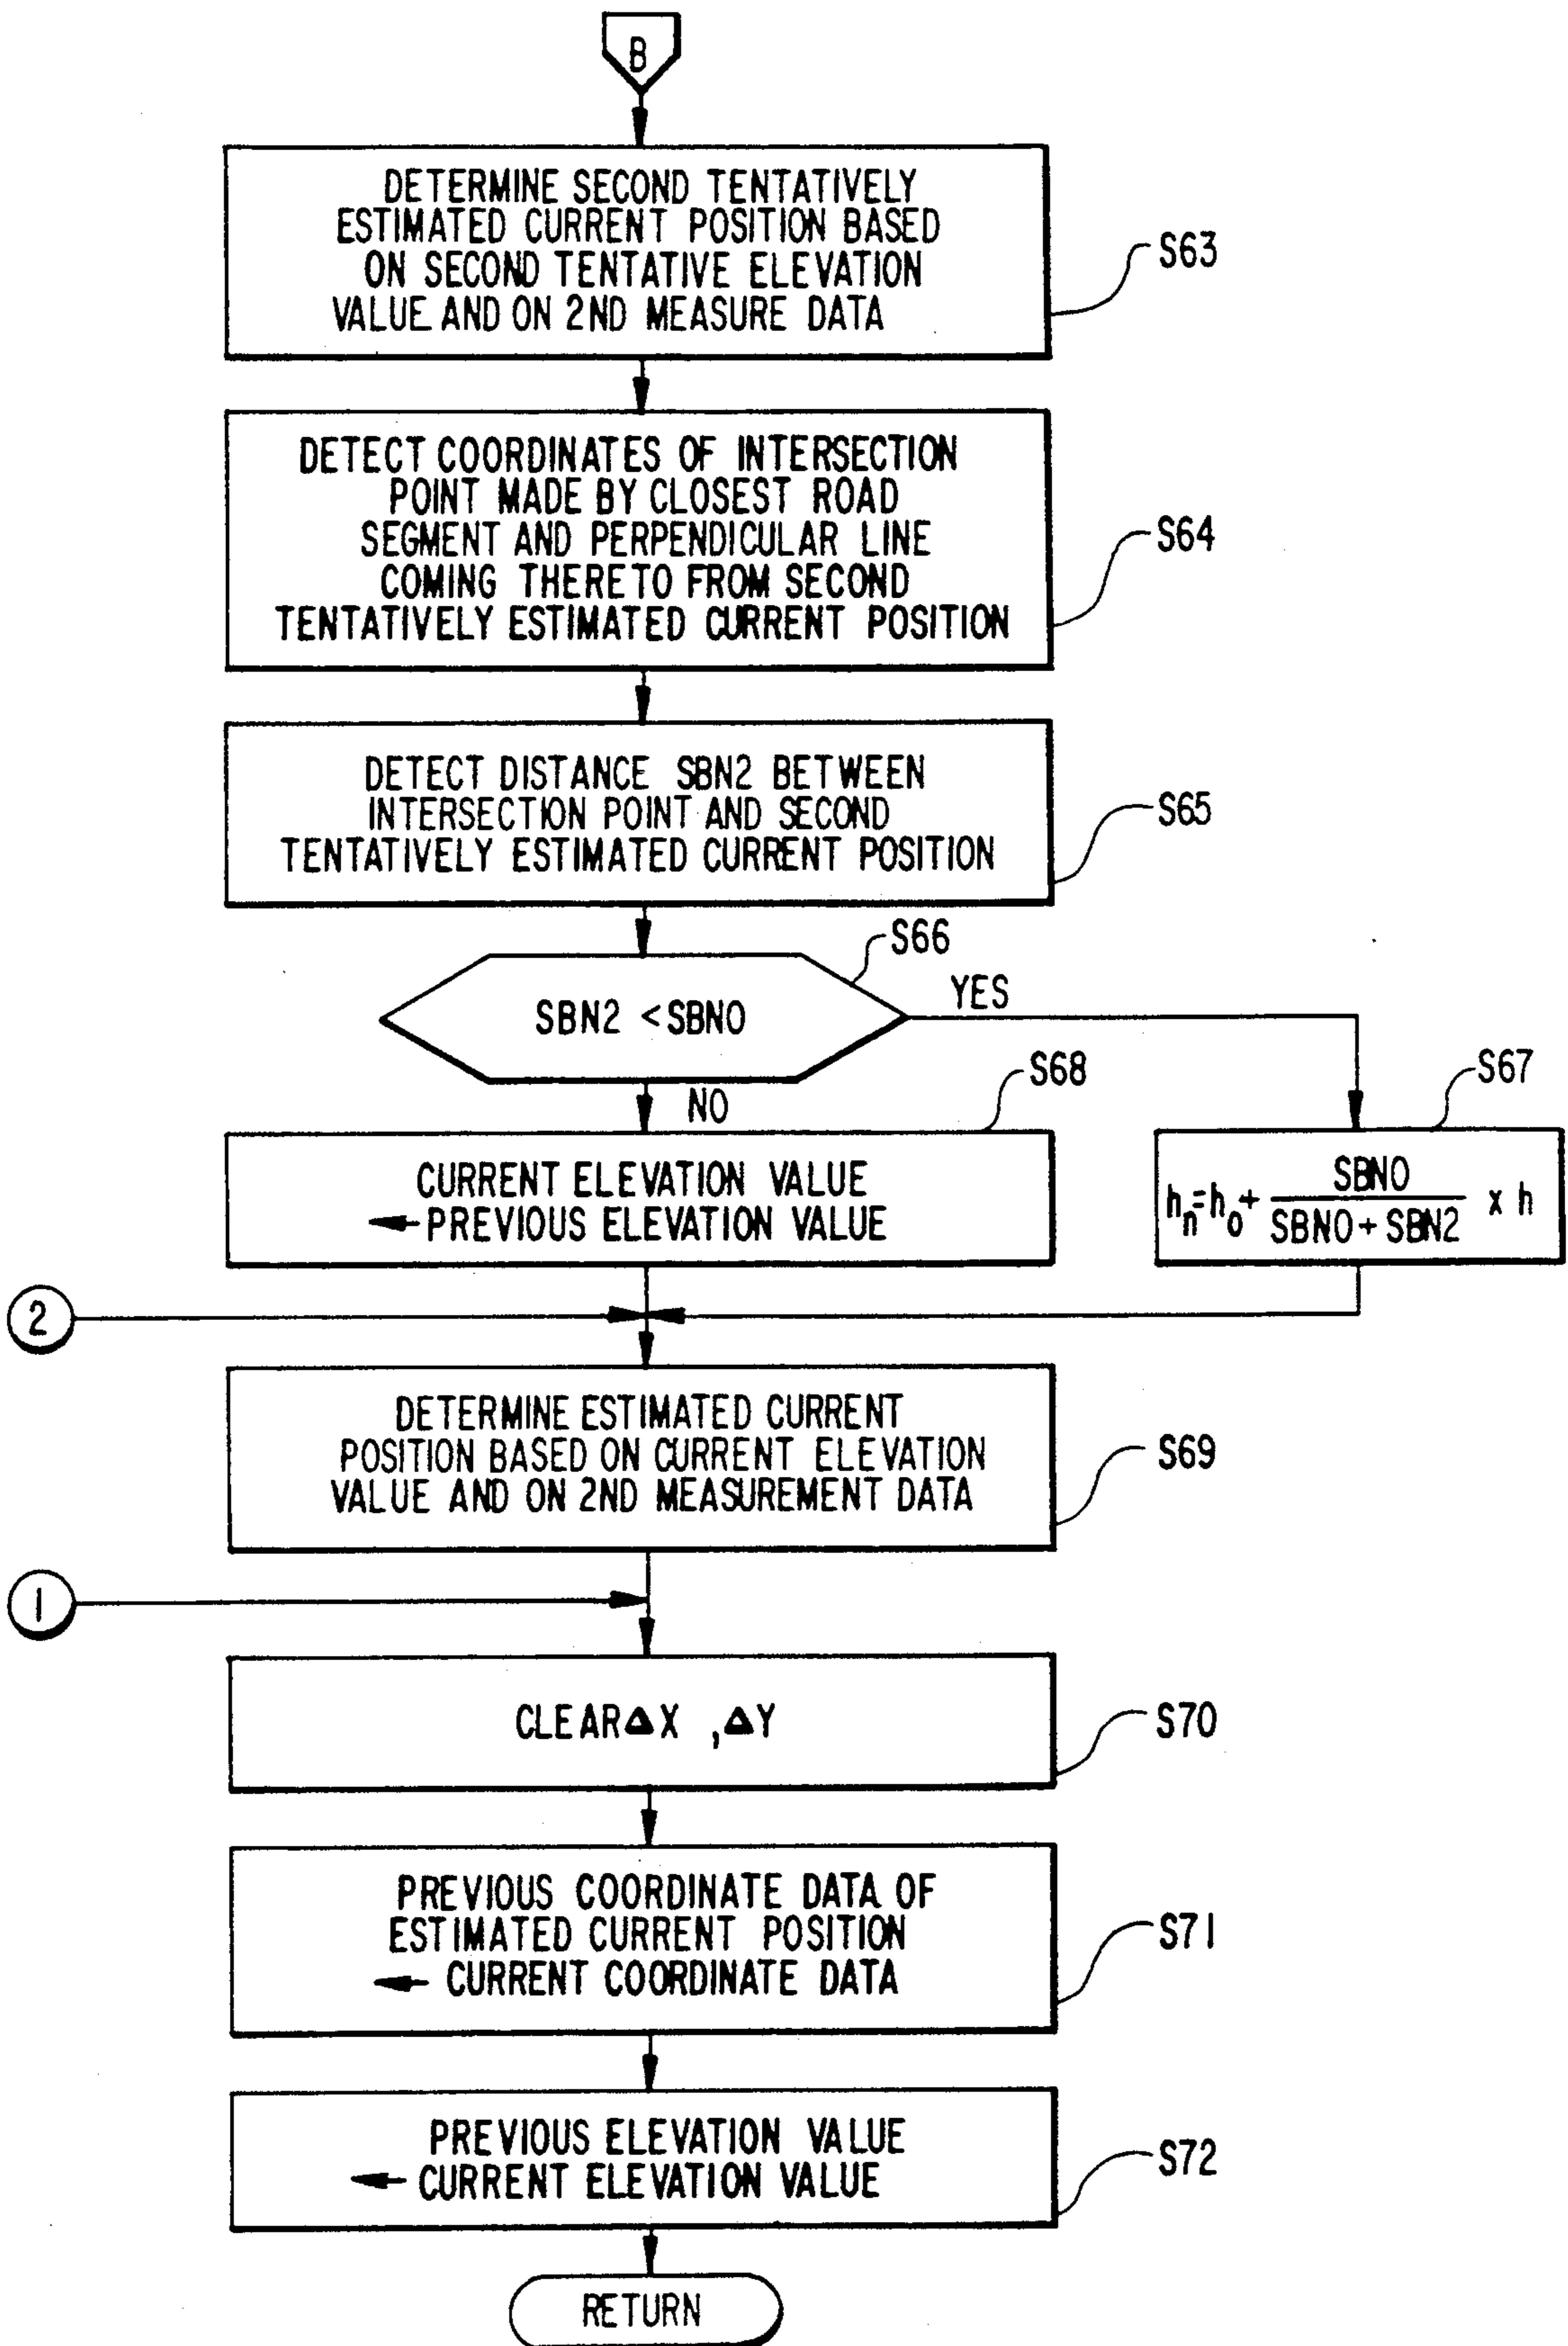 B
DETERMINE SECOND TENTATIVELY
ESTIMATED CURRENT POSITION BASED
ON SECOND TENTATIVE ELEVATION
VALUE AND ON 2ND MEASURE DATA
S63
DETECT COORDINATES OF INTERSECTION
POINT MADE BY CLOSEST ROAD
SEGMENT AND PERPENDICULAR LINE
COMING THERETO FROM SECOND
TENTATIVELY ESTIMATED CURRENT POSITION
S64
DETECT DISTANCE SBN2 BETWEEN
INTERSECTION POINT AND SECOND
TENTATIVELY ESTIMATED CURRENT POSITION
S65
S66
SBN2 < SBN0
YES
NO
S68
CURRENT ELEVATION VALUE
← PREVIOUS ELEVATION VALUE
S67
hn=h0+ SBN0 / SBN0 + SBN2 x h
2
DETERMINE ESTIMATED CURRENT
POSITION BASED ON CURRENT ELEVATION
VALUE AND ON 2ND MEASUREMENT DATA
S69
1
CLEAR ΔX , ΔY
S70
PREVIOUS COORDINATE DATA OF
ESTIMATED CURRENT POSITION
← CURRENT COORDINATE DATA
S71
PREVIOUS ELEVATION VALUE
← CURRENT ELEVATION VALUE
S72
RETURN